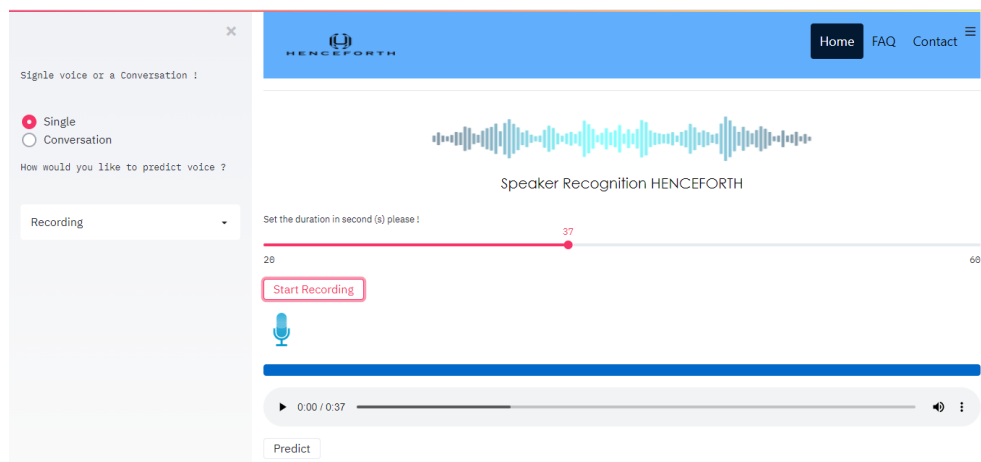 ×
Signle voice or a Conversation !
Single
Conversation
How would you like to predict voice ?
Recording
HENCEFORTH
Home FAQ Contact
Speaker Recognition HENCEFORTH
Set the duration in second (s) please !
37
20 60
Start Recording
0:00 / 0:37
Predict